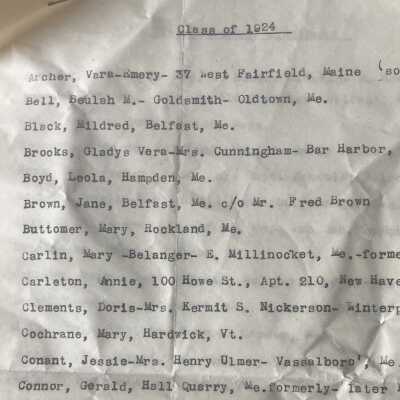 Class of 1924
Archer, Vera-Emery- 37 West Fairfield, Maine (so
Bell, Beulah M.- Goldsmith- Oldtown, Me.
Black, Mildred, Belfast, Me.
Brooks, Gladys Vera-Mrs. Cunningham- Bar Harbor,
Boyd, Leola, Hampden, Me.
Brown, Jane, Belfast, Me. c/o Mr. Fred Brown
Buttomer, Mary, Rockland, Me.
Carlin, Mary -Belanger- E. Millinocket, Me.-forme
Carleton, Annie, 100 Howe St., Apt. 210, New Have
Clements, Doris-Mrs. Kermit S. Nickerson- Winterp
Cochrane, Mary, Hardwick, Vt.
Conant, Jessie-Mrs. Henry Ulmer- Vassalboro', Me.
Connor, Gerald, Hall Quarry, Me.formerly- later